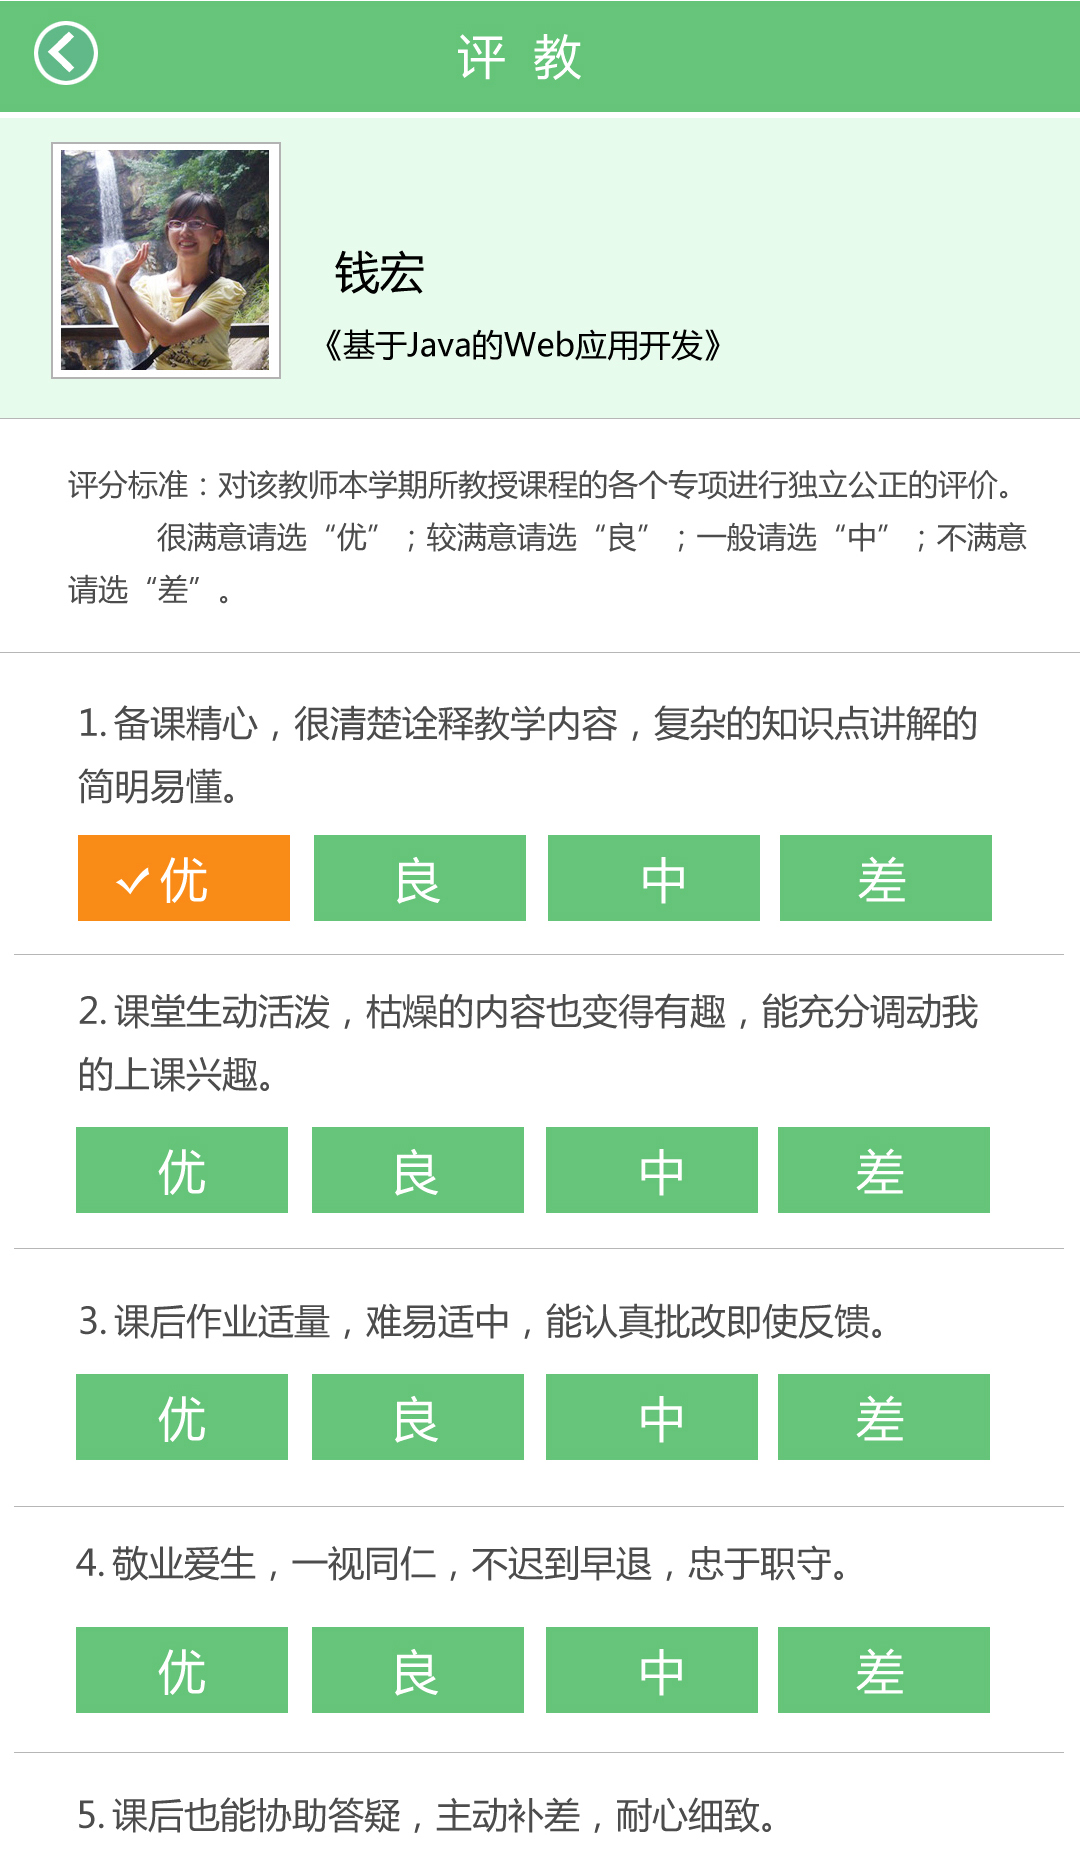 评 教
钱宏
《基于Java的Web应用开发》
评分标准：对该教师本学期所教授课程的各个专项进行独立公正的评价。
很满意请选“优”；较满意请选“良”；一般请选“中”；不满意
请选“差”。
1. 备课精心，很清楚诠释教学内容，复杂的知识点讲解的
简明易懂。
优 良 中 差
2. 课堂生动活泼，枯燥的内容也变得有趣，能充分调动我
的上课兴趣。
优 良 中 差
3. 课后作业适量，难易适中，能认真批改即使反馈。
优 良 中 差
4. 敬业爱生，一视同仁，不迟到早退，忠于职守。
优 良 中 差
5. 课后也能协助答疑，主动补差，耐心细致。